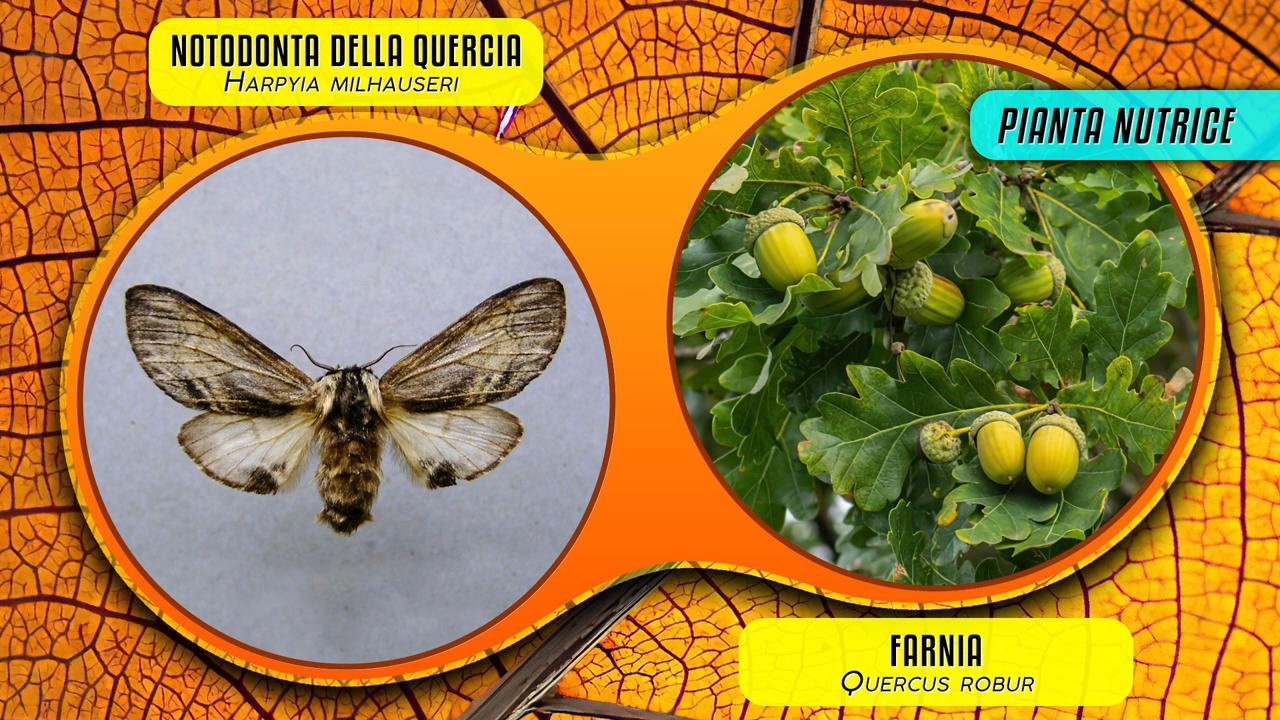 NOTODONTA DELLA QUERCIA
HARPYIA MILHAUSERI
PIANTA NUTRICE
FARNIA
QUERCUS ROBUR